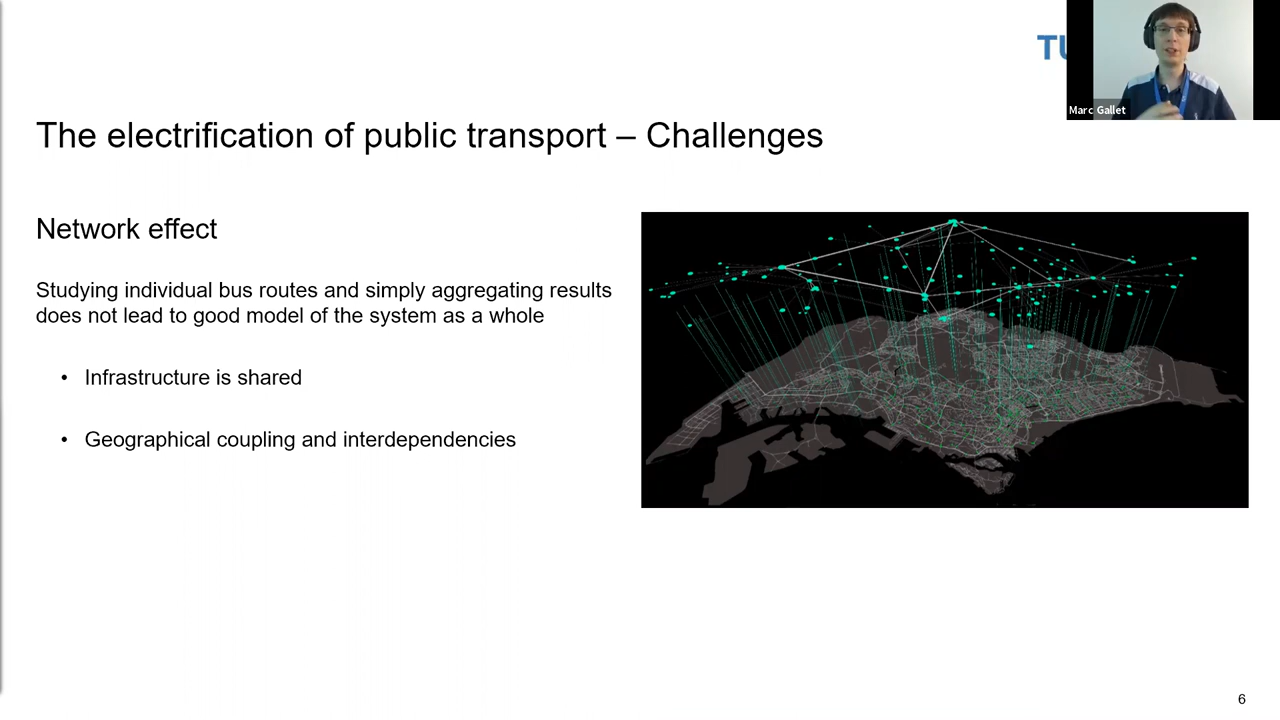 TU
Marc Gallet
The electrification of public transport – Challenges
Network effect
Studying individual bus routes and simply aggregating results
does not lead to good model of the system as a whole
• Infrastructure is shared
• Geographical coupling and interdependencies
6